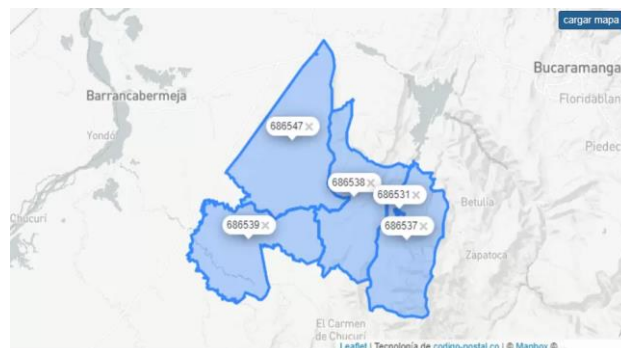 cargar mapa
Bucaramanga
Barrancabermeja
Floridablan
686547 ×
Yondó
Piedec
686538 ×
686531 ×
Betulia
Chucurí
686539 ×
686537 ×
Zapatoca
El Carmen
de Chucurí
Leaflet | Tecnología de codigo-postal.co | © Mapbox ©